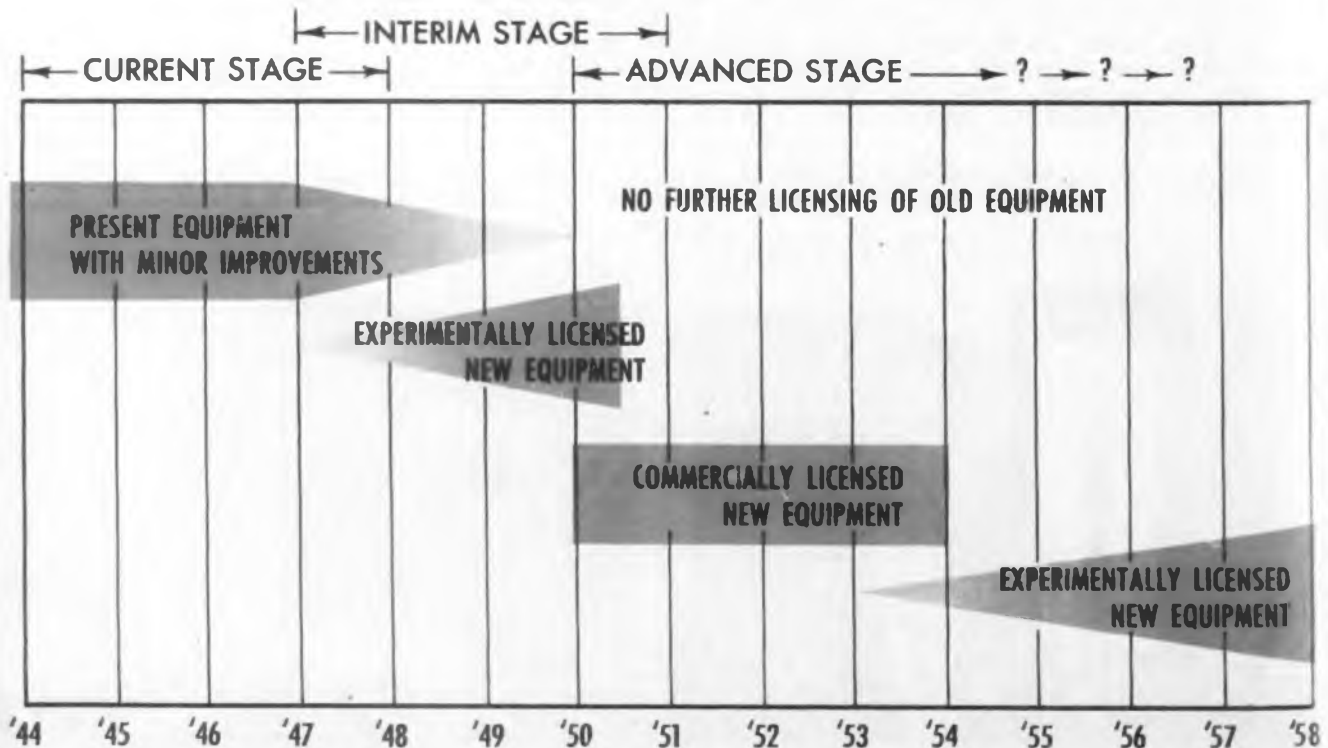 INTERIM STAGE
CURRENT STAGE
ADVANCED STAGE ? ? ?
NO FURTHER LICENSING OF OLD EQUIPMENT
PRESENT EQUIPMENT
WITH MINOR IMPROVEMENTS
EXPERIMENTALLY LICENSED
NEW EQUIPMENT
COMMERCIALLY LICENSED
NEW EQUIPMENT
EXPERIMENTALLY LICENSED
NEW EQUIPMENT
'44 '45 '46 '47 '48 '49 '50 '51 '52 '53 '54 '55 '56 '57 '58